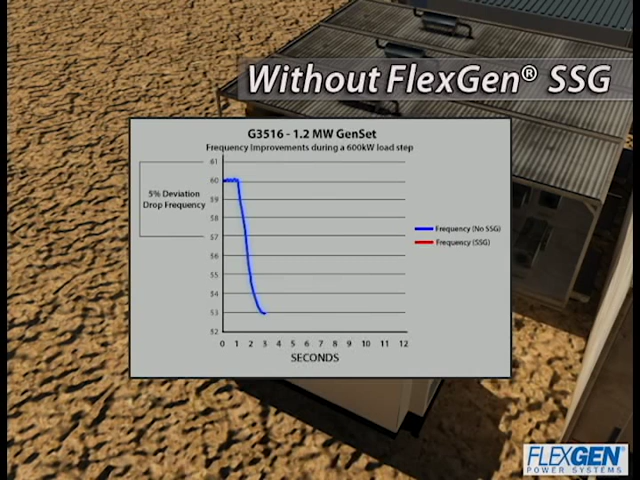 Without FlexGen® SSG
G3516 - 1.2 MW GenSet
Frequency Improvements during a 600kW load step
5% Deviation
Drop Frequency
61
60
59
58
57
56
55
54
53
52
0 1 2 3 4 5 6 7 8 9 10 11 12
SECONDS
Frequency (No SSG)
Frequency (SSG)
FLEXGEN
POWER SYSTEMS